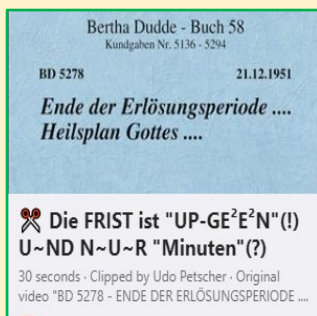 Bertha Dudde - Buch 58
Kundgaben Nr. 5136 - 5294
BD 5278 21.12.1951
Ende der Erlösungsperiode ....
Heilsplan Gottes ....
✂ Die FRIST ist "UP-GE²E²N"(!)
U~ND N~U~R "Minuten"(?)
30 seconds · Clipped by Udo Petscher · Original
video "BD 5278 - ENDE DER ERLÖSUNGSPERIODE ....